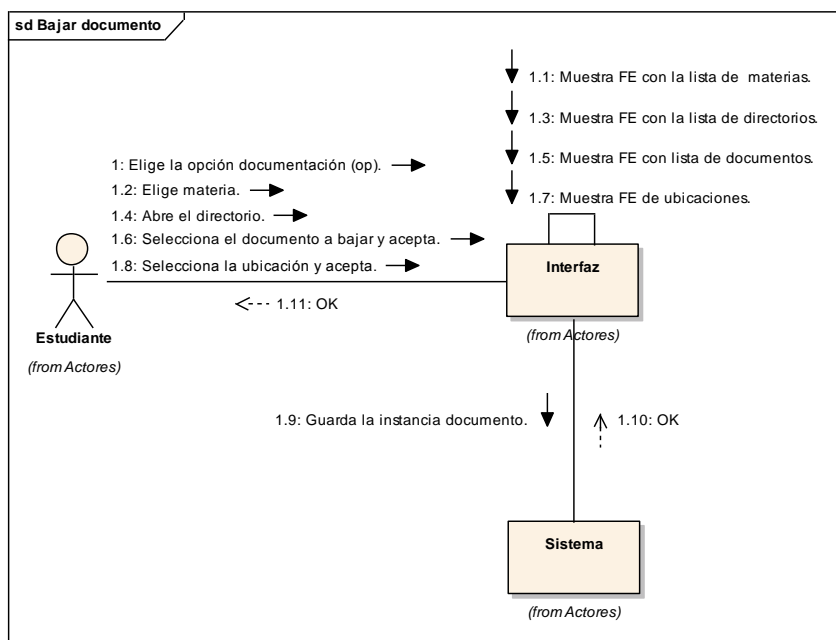 sd Bajar documento
1.1: Muestra FE con la lista de materias.
1.3: Muestra FE con la lista de directorios.
1.5: Muestra FE con lista de documentos.
1.7: Muestra FE de ubicaciones.
1: Elige la opción documentación (op).
1.2: Elige materia.
1.4: Abre el directorio.
1.6: Selecciona el documento a bajar y acepta.
1.8: Selecciona la ubicación y acepta.
Interfaz
(from Actores)
1.11: OK
Estudiante
(from Actores)
1.9: Guarda la instancia documento.
1.10: OK
Sistema
(from Actores)